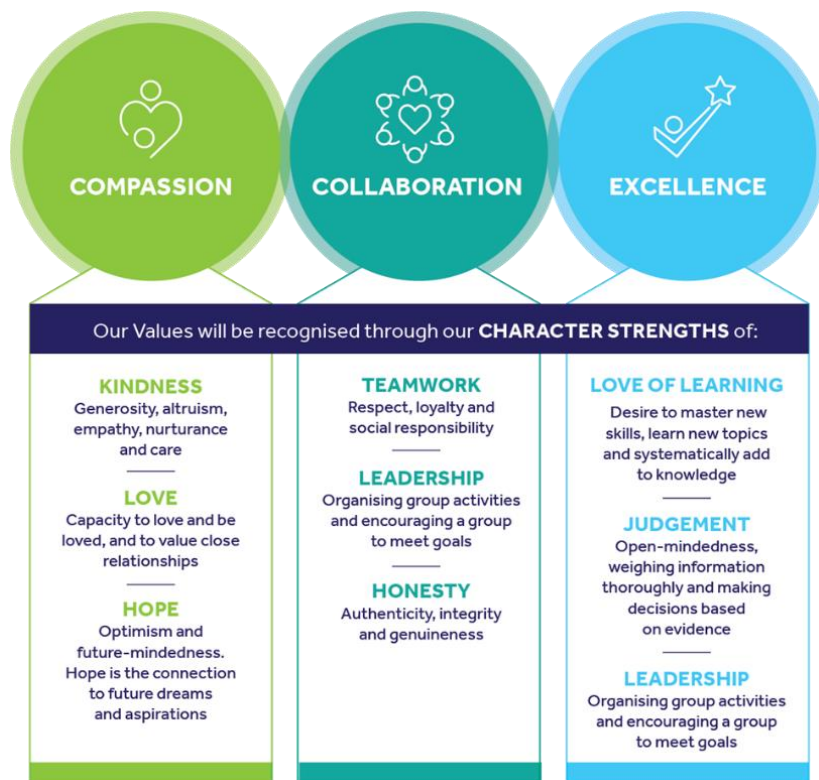 COMPASSION
COLLABORATION
EXCELLENCE
Our Values will be recognised through our CHARACTER STRENGTHS of:
KINDNESS
Generosity, altruism,
empathy, nurturance
and care
LOVE
Capacity to love and be
loved, and to value close
relationships
HOPE
Optimism and
future-mindedness.
Hope is the connection
to future dreams
and aspirations
TEAMWORK
Respect, loyalty and
social responsibility
LEADERSHIP
Organising group activities
and encouraging a group
to meet goals
HONESTY
Authenticity, integrity
and genuineness
LOVE OF LEARNING
Desire to master new
skills, learn new topics
and systematically add
to knowledge
JUDGEMENT
Open-mindedness,
weighing information
thoroughly and making
decisions based
on evidence
LEADERSHIP
Organising group activities
and encouraging a group
to meet goals